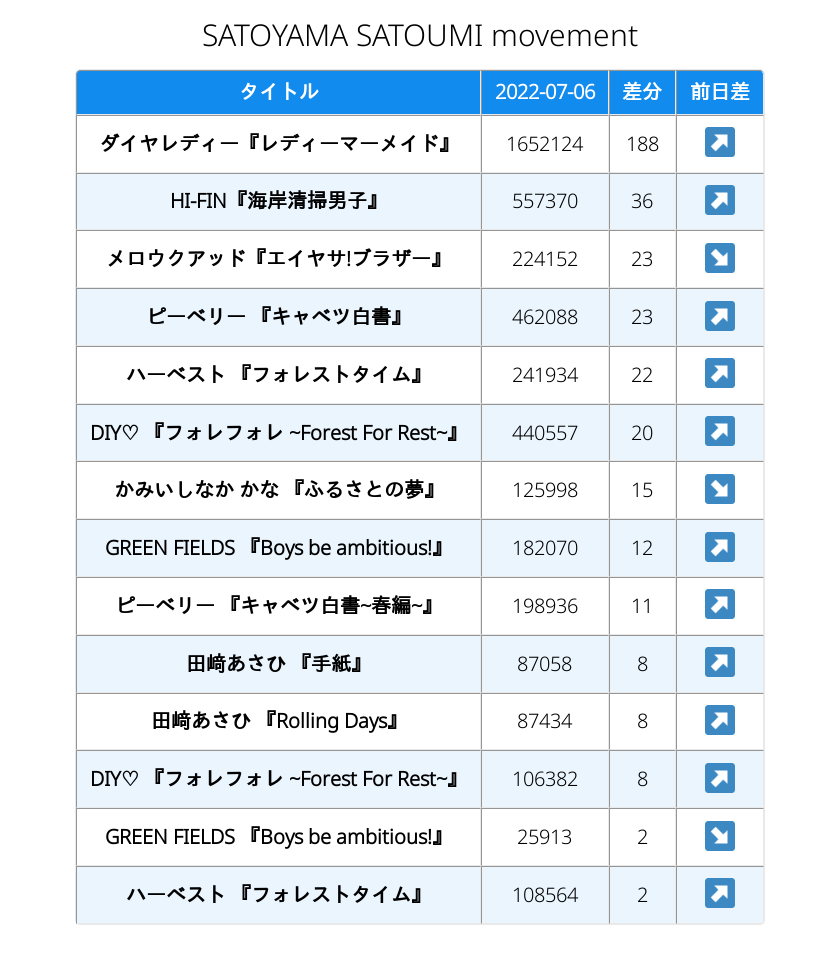 SATOYAMA SATOUMI movement
タイトル 2022-07-06 差分 前日差
ダイヤレディー『レディーマーメイド』 1652124 188 ↗
HI-FIN『海岸清掃男子』 557370 36 ↗
メロウクアッド『エイヤサ!ブラザー』 224152 23 ↘
ピーベリー 『キャベツ白書』 462088 23 ↗
ハーベスト 『フォレストタイム』 241934 22 ↗
DIY♡ 『フォレフォレ ~Forest For Rest~』 440557 20 ↗
かみいしなか かな 『ふるさとの夢』 125998 15 ↘
GREEN FIELDS 『Boys be ambitious!』 182070 12 ↗
ピーベリー 『キャベツ白書~春編~』 198936 11 ↗
田﨑あさひ 『手紙』 87058 8 ↗
田﨑あさひ 『Rolling Days』 87434 8 ↗
DIY♡ 『フォレフォレ ~Forest For Rest~』 106382 8 ↗
GREEN FIELDS 『Boys be ambitious!』 25913 2 ↘
ハーベスト 『フォレストタイム』 108564 2 ↗